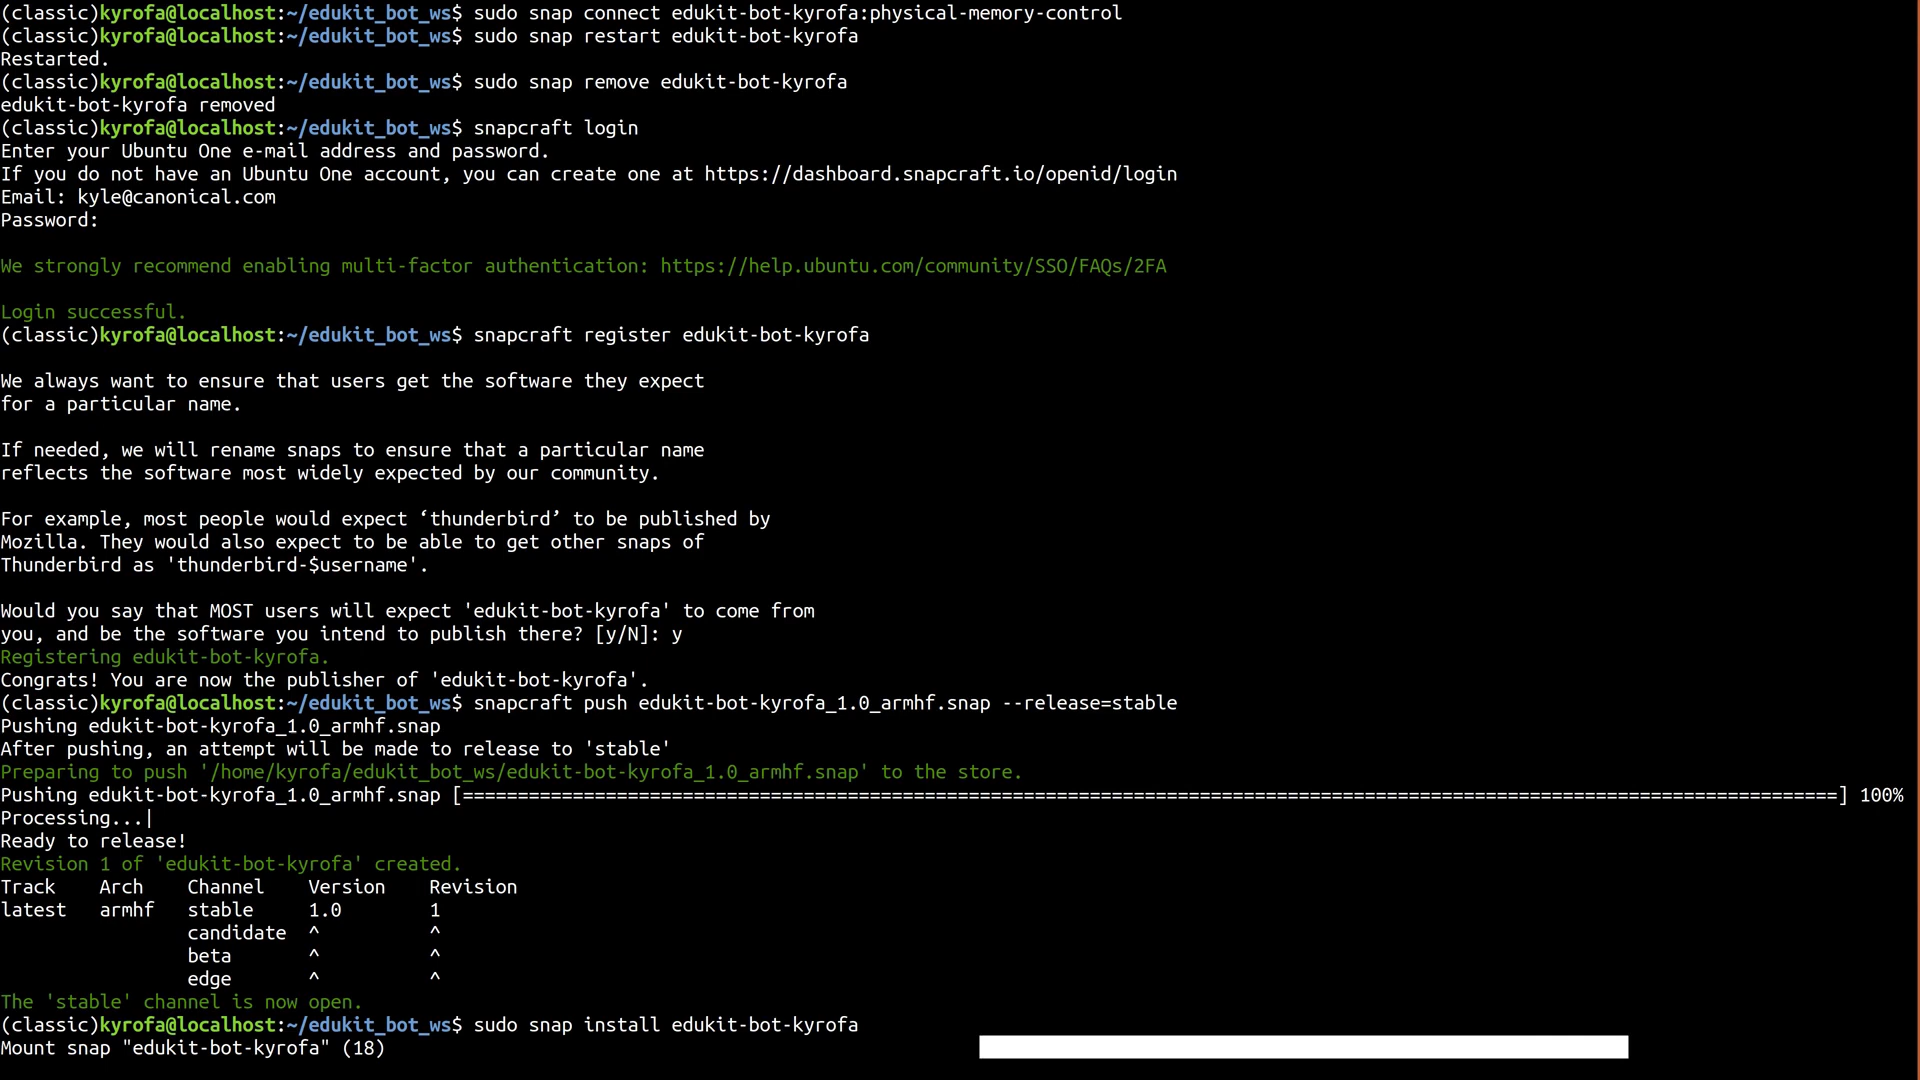 (classic)kyrofa@localhost:~/edukit_bot_ws$ sudo snap connect edukit-bot-kyrofa:physical-memory-control
(classic)kyrofa@localhost:~/edukit_bot_ws$ sudo snap restart edukit-bot-kyrofa
Restarted.
(classic)kyrofa@localhost:~/edukit_bot_ws$ sudo snap remove edukit-bot-kyrofa
edukit-bot-kyrofa removed
(classic)kyrofa@localhost:~/edukit_bot_ws$ snapcraft login
Enter your Ubuntu One e-mail address and password.
If you do not have an Ubuntu One account, you can create one at https://dashboard.snapcraft.io/openid/login
Email: kyle@canonical.com
Password:
We strongly recommend enabling multi-factor authentication: https://help.ubuntu.com/community/SSO/FAQs/2FA
Login successful.
(classic)kyrofa@localhost:~/edukit_bot_ws$ snapcraft register edukit-bot-kyrofa
We always want to ensure that users get the software they expect
for a particular name.
If needed, we will rename snaps to ensure that a particular name
reflects the software most widely expected by our community.
For example, most people would expect ‘thunderbird’ to be published by
Mozilla. They would also expect to be able to get other snaps of
Thunderbird as 'thunderbird-$username'.
Would you say that MOST users will expect 'edukit-bot-kyrofa' to come from
you, and be the software you intend to publish there? [y/N]: y
Registering edukit-bot-kyrofa.
Congrats! You are now the publisher of 'edukit-bot-kyrofa'.
(classic)kyrofa@localhost:~/edukit_bot_ws$ snapcraft push edukit-bot-kyrofa_1.0_armhf.snap --release=stable
Pushing edukit-bot-kyrofa_1.0_armhf.snap
After pushing, an attempt will be made to release to 'stable'
Preparing to push '/home/kyrofa/edukit_bot_ws/edukit-bot-kyrofa_1.0_armhf.snap' to the store.
Pushing edukit-bot-kyrofa_1.0_armhf.snap [=============================================================================================================================] 100%
Processing...|
Ready to release!
Revision 1 of 'edukit-bot-kyrofa' created.
Track    Arch    Channel    Version    Revision
latest   armhf   stable     1.0        1
                 candidate  ^          ^
                 beta       ^          ^
                 edge       ^          ^
The 'stable' channel is now open.
(classic)kyrofa@localhost:~/edukit_bot_ws$ sudo snap install edukit-bot-kyrofa
Mount snap "edukit-bot-kyrofa" (18)